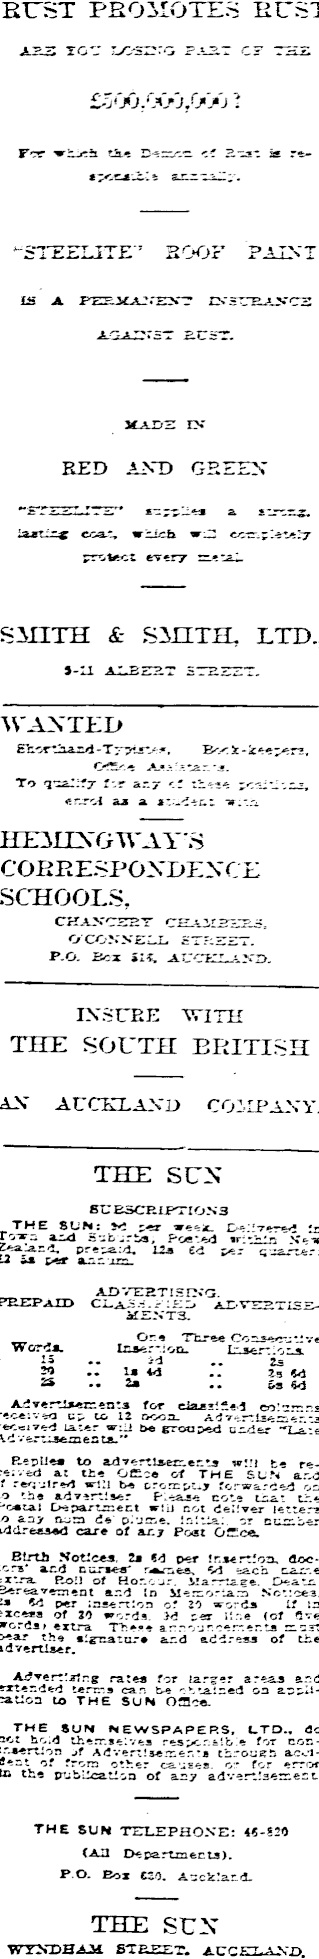 RUST PROMOTES RUST
ARE YOU LOSING PART OF THE
£500,000,000?
For which the Demon of Rust is re-
sponsible annually.
"STEELITE" ROOF PAINT
IS A PERMANENT INSURANCE
AGAINST RUST.
MADE IN
RED AND GREEN
"STEELITE" supplies a strong,
lasting coat, which will completely
protect every metal.
SMITH & SMITH, LTD.
9-11 ALBERT STREET.
WANTED
Shorthand-Typistes, Book-keepers,
Office Assistants.
To qualify for any of these positions,
enrol as a student with
HEMINGWAY'S
CORRESPONDENCE
SCHOOLS,
CHANCERY CHAMBERS,
O'CONNELL STREET.
P.O. Box 516, AUCKLAND.
INSURE WITH
THE SOUTH BRITISH
AN AUCKLAND COMPANY.
THE SUN
SUBSCRIPTIONS
THE SUN: 9d per week. Delivered in
Town and Suburbs, Posted within New
Zealand, prepaid, 12s 6d per quarter;
£2 5s per annum.
ADVERTISING.
PREPAID CLASSIFIED ADVERTISE-
MENTS.
One Three Consecutive
Words. Insertion. Insertions.
15 .. 9d .. 2s
20 .. 1s 4d .. 2s 6d
25 .. 2s .. 5s 6d
Advertisements for classified columns
received up to 12 noon. Advertisements
received later will be grouped under "Late
Advertisements."
Replies to advertisements will be re-
ceived at the Office of THE SUN and
if required will be promptly forwarded on
to the advertiser. Please note that the
Postal Department will not deliver letters
to any nom de plume, initial, or number
addressed care of any Post Office.
Birth Notices, 2s 6d per insertion, doc-
tors' and nurses' names, 6d each name
extra. Roll of Honour, Marriage, Death
Bereavement and In Memoriam Notices,
2s 6d per insertion of 20 words. If in
excess of 20 words, 3d per line (of five
words) extra. These announcements must
bear the signature and address of the
advertiser.
Advertising rates for larger areas and
extended terms can be obtained on appli-
cation to THE SUN Office.
THE SUN NEWSPAPERS, LTD., do
not hold themselves responsible for non-
insertion of Advertisements through acci-
dent of from other causes, or for error
in the publication of any advertisement.
THE SUN TELEPHONE: 46-820
(All Departments).
P.O. Box 630, Auckland.
THE SUN
WYNDHAM STREET, AUCKLAND.